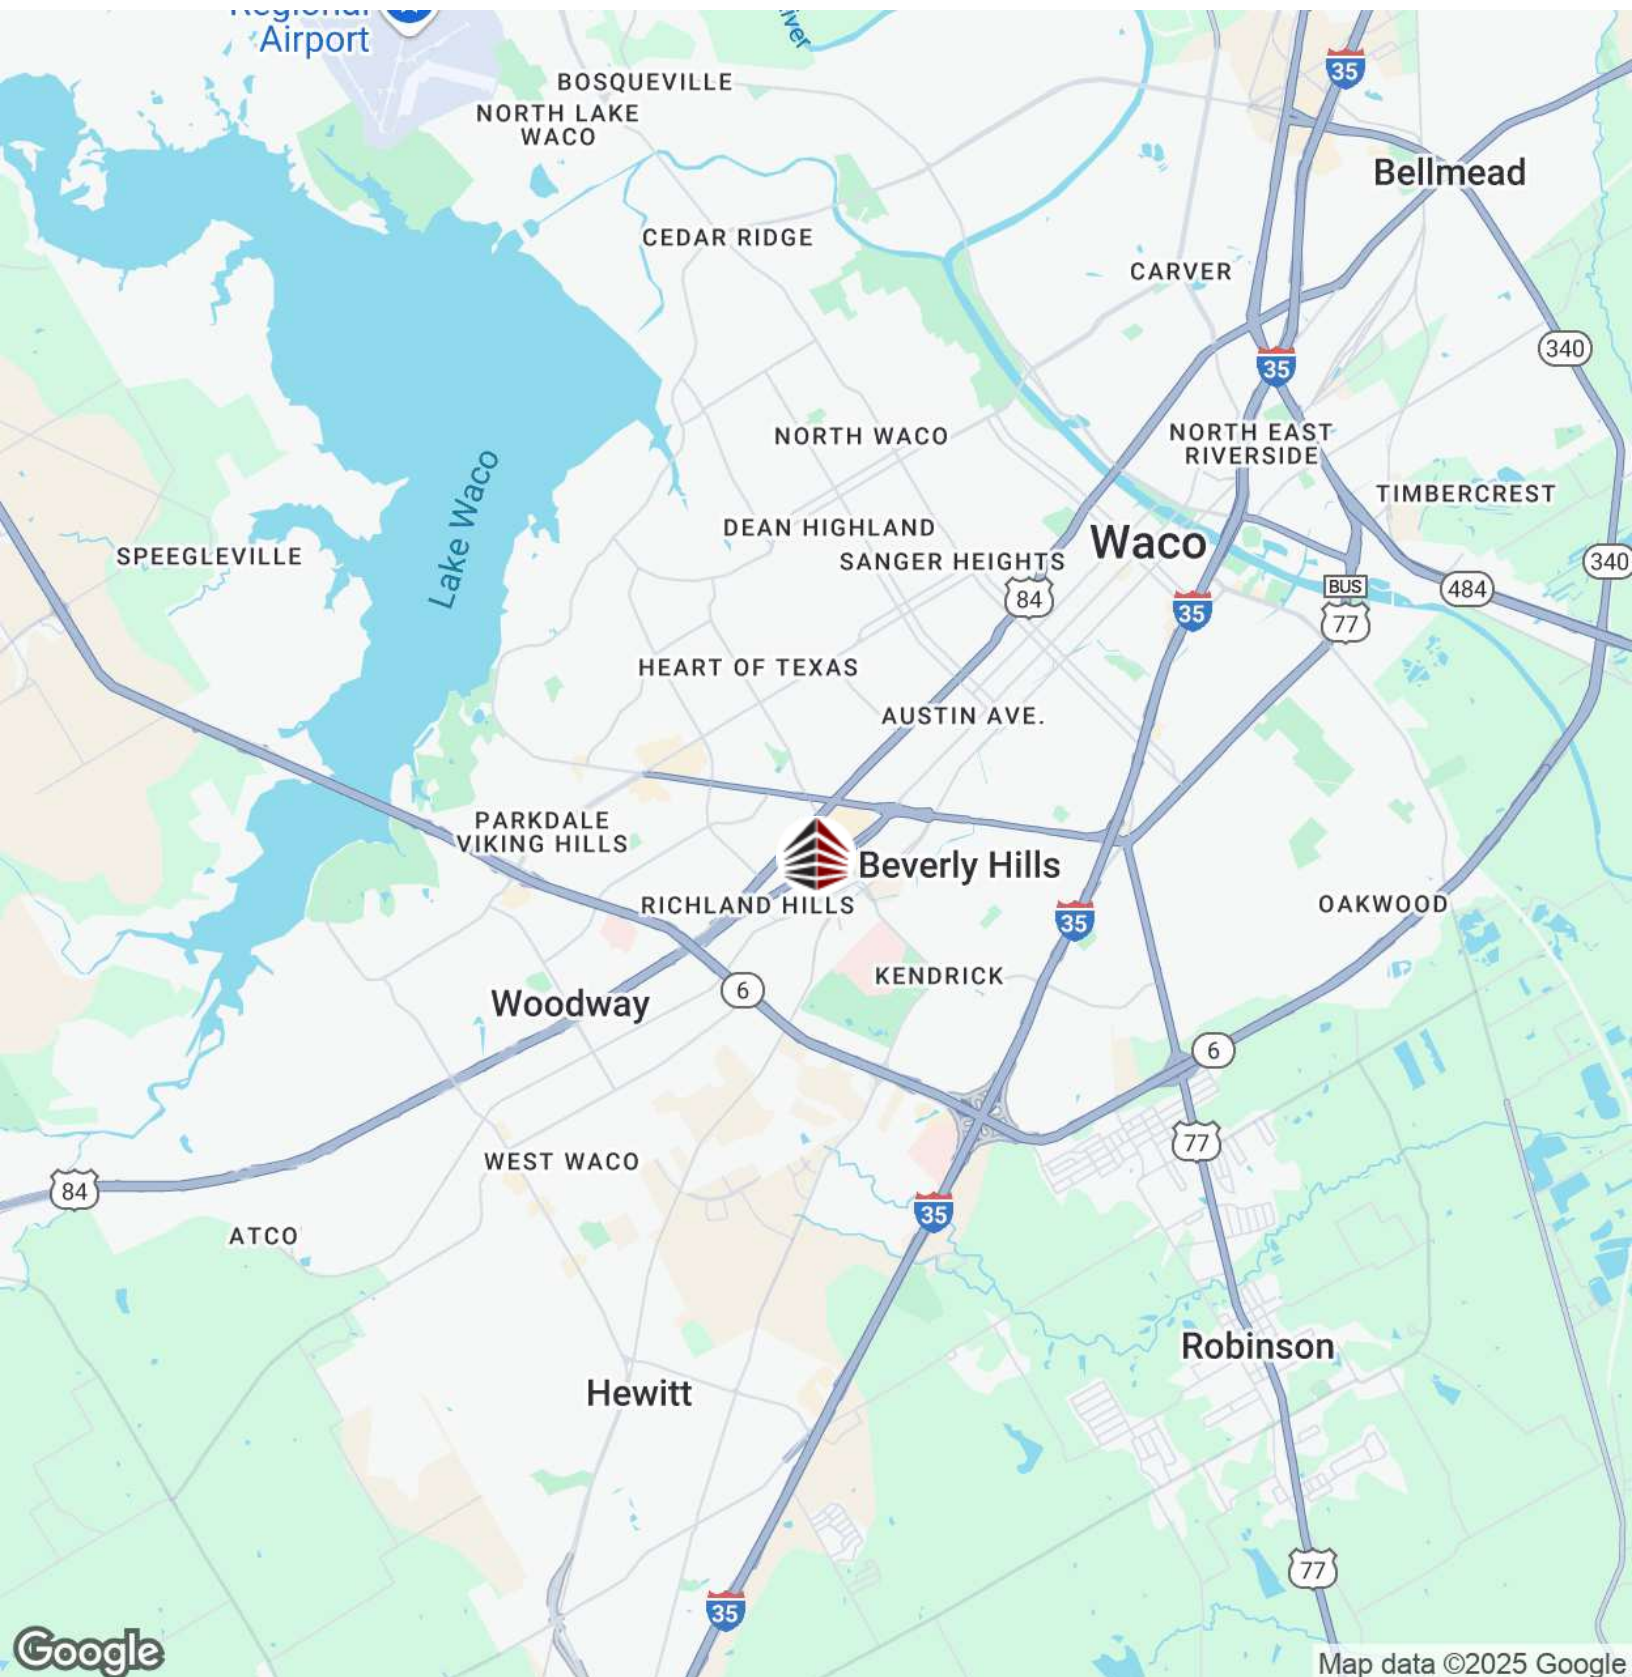 Regional
Airport
iver
35
BOSQUEVILLE
NORTH LAKE
WACO
Bellmead
CEDAR RIDGE
CARVER
340
35
NORTH WACO
NORTH EAST
RIVERSIDE
Lake Waco
TIMBERCREST
DEAN HIGHLAND
Waco
SPEEGLEVILLE
SANGER HEIGHTS
340
84
BUS
77
484
35
HEART OF TEXAS
AUSTIN AVE.
PARKDALE
VIKING HILLS
Beverly Hills
RICHLAND HILLS
OAKWOOD
35
KENDRICK
Woodway
6
6
77
WEST WACO
84
35
ATCO
Robinson
Hewitt
77
35
Google
Map data ©2025 Google